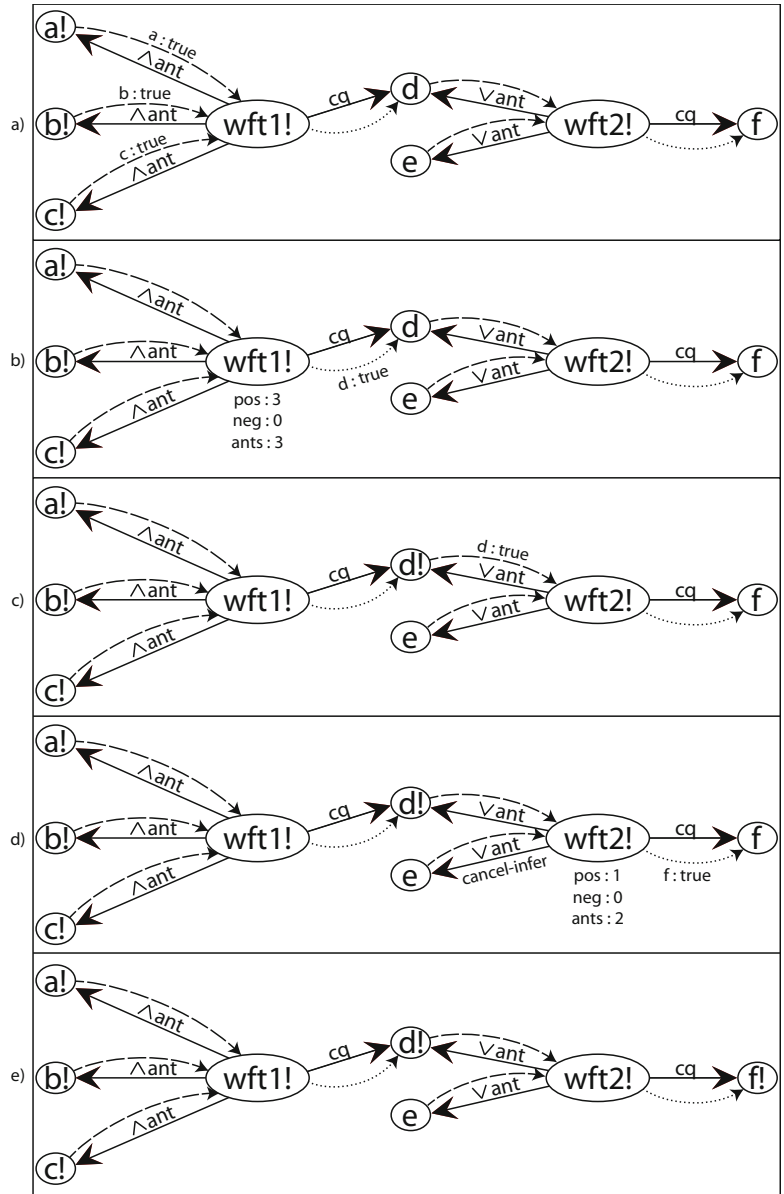 a)
a!
a : true
∧ant
b!
b : true
∧ant
c!
c : true
∧ant
wft1!
cq
d
∨ant
e
∨ant
wft2!
cq
f
b)
a!
∧ant
b!
∧ant
c!
∧ant
wft1!
pos : 3
neg : 0
ants : 3
cq
d : true
d
∨ant
e
∨ant
wft2!
cq
f
c)
a!
∧ant
b!
∧ant
c!
∧ant
wft1!
cq
d!
d : true
∨ant
e
∨ant
wft2!
cq
f
d)
a!
∧ant
b!
∧ant
c!
∧ant
wft1!
cq
d!
∨ant
e
∨ant
cancel-infer
wft2!
pos : 1
neg : 0
ants : 2
cq
f : true
f
e)
a!
∧ant
b!
∧ant
c!
∧ant
wft1!
cq
d!
∨ant
e
∨ant
wft2!
cq
f!